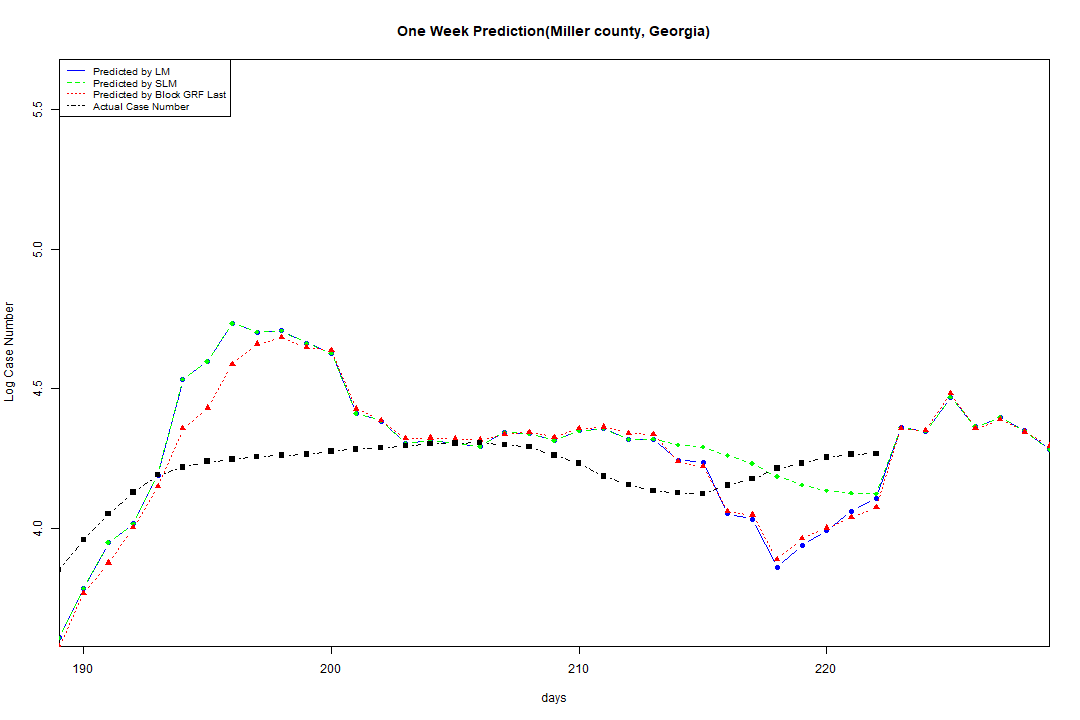 One Week Prediction(Miller county, Georgia)
Predicted by LM
Predicted by SLM
Predicted by Block GRF Last
Actual Case Number
5.5
5.0
4.5
4.0
Log Case Number
190 200 210 220
days